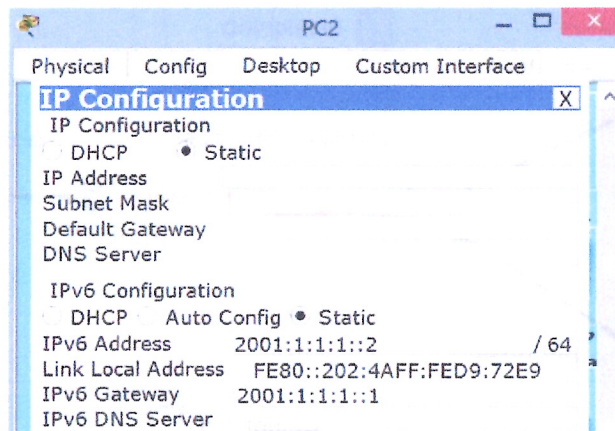 PC2
Physical Config Desktop Custom Interface
IP Configuration X
IP Configuration
DHCP Static
IP Address
Subnet Mask
Default Gateway
DNS Server
IPv6 Configuration
DHCP Auto Config Static
IPv6 Address 2001:1:1:1::2 / 64
Link Local Address FE80::202:4AFF:FED9:72E9
IPv6 Gateway 2001:1:1:1::1
IPv6 DNS Server